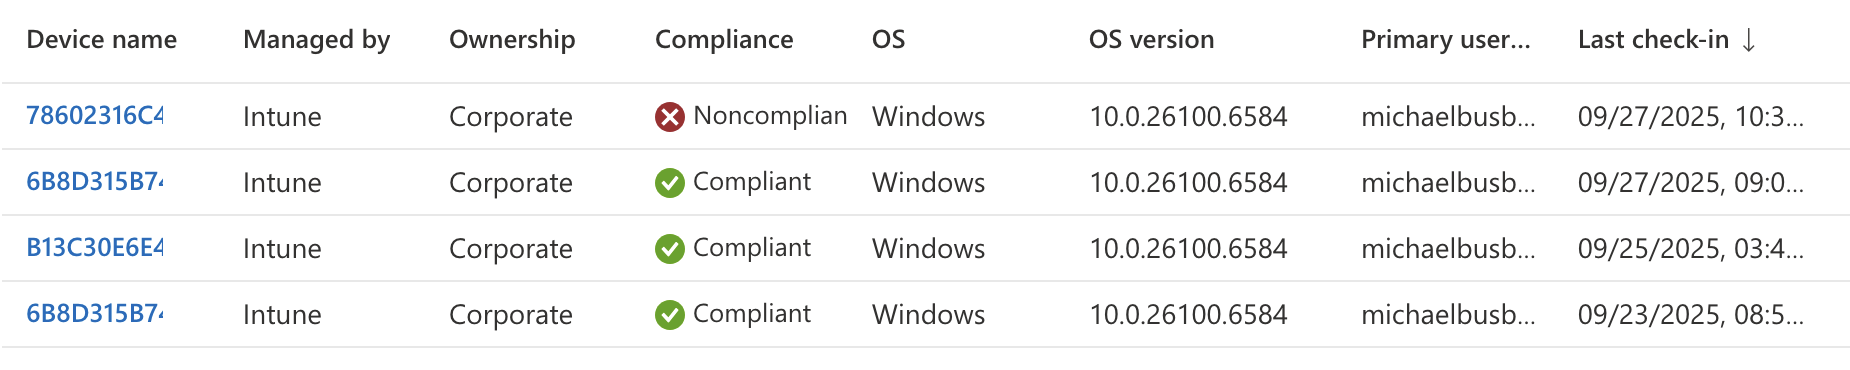 Device name Managed by Ownership Compliance OS OS version Primary user... Last check-in ↓
78602316C4 Intune Corporate Noncomplian Windows 10.0.26100.6584 michaelbusb... 09/27/2025, 10:3...
6B8D315B74 Intune Corporate Compliant Windows 10.0.26100.6584 michaelbusb... 09/27/2025, 09:0...
B13C30E6E4 Intune Corporate Compliant Windows 10.0.26100.6584 michaelbusb... 09/25/2025, 03:4...
6B8D315B74 Intune Corporate Compliant Windows 10.0.26100.6584 michaelbusb... 09/23/2025, 08:5...